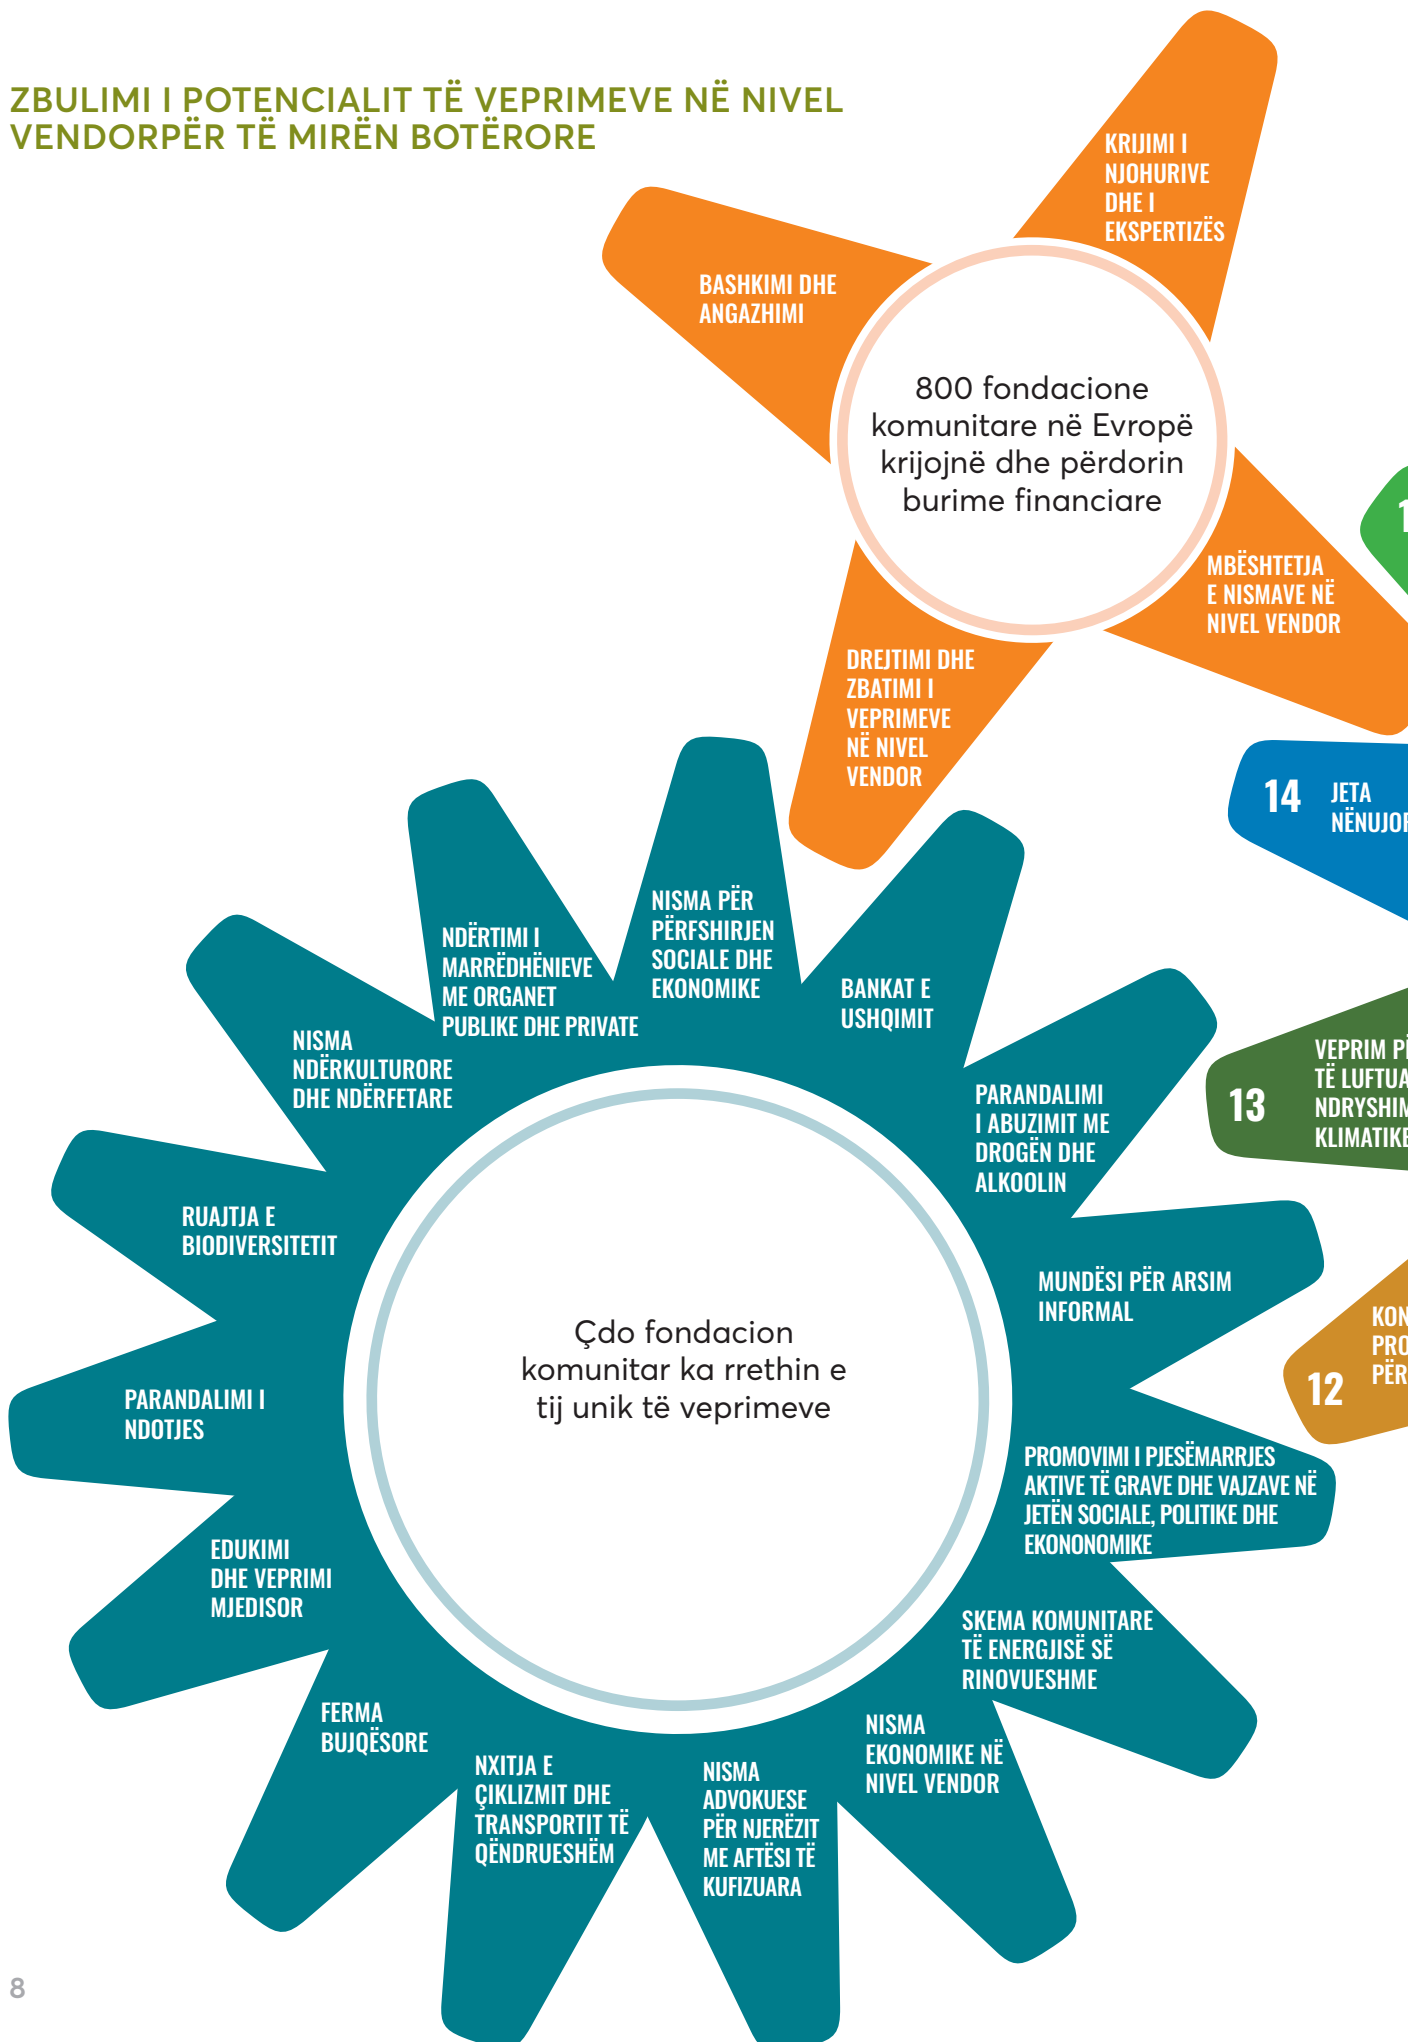 ZBULIMI I POTENCIALIT TË VEPRIMEVE NË NIVEL
VENDORPËR TË MIRËN BOTËRORE
KRIJIMI I
NJOHURIVE
DHE I
EKSPERTIZËS
BASHKIMI DHE
ANGAZHIMI
800 fondacione
komunitare në Evropë
krijojnë dhe përdorin
burime financiare
MBËSHTETJA
E NISMAVE NË
NIVEL VENDOR
DREJTIMI DHE
ZBATIMI I
VEPRIMEVE
NË NIVEL
VENDOR
14
JETA
NISMA PËR
PËRFSHIRJEN
SOCIALE DHE
EKONOMIKE
NDËRTIMI I
MARRËDHËNIEVE
ME ORGANET
PUBLIKE DHE PRIVATE
BANKAT E
USHQIMIT
NISMA
NDËRKULTURORE
DHE NDËRFETARE
PARANDALIMI
I ABUZIMIT ME
DROGËN DHE
ALKOOLIN
13
VEPRIM
TË
RUAJTJA E
BIODIVERSITETIT
MUNDËSI PËR ARSIM
INFORMAL
12
Çdo fondacion
komunitar ka rrethin e
tij unik të veprimeve
PARANDALIMI I
NDOTJES
PROMOVIMI I PJESËMARRJES
AKTIVE TË GRAVE DHE VAJZAVE NË
JETËN SOCIALE, POLITIKE DHE
EKONONOMIKE
EDUKIMI
DHE VEPRIMI
MJEDISOR
SKEMA KOMUNITARE
TË ENERGJISË SË
RINOVUESHME
FERMA
BUJQËSORE
NISMA
EKONOMIKE NË
NIVEL VENDOR
NXITJA E
ÇIKLIZMIT DHE
TRANSPORTIT TË
QËNDRUESHËM
NISMA
ADVOKUESE
PËR NJERËZIT
ME AFTËSI TË
KUFIZUARA
8